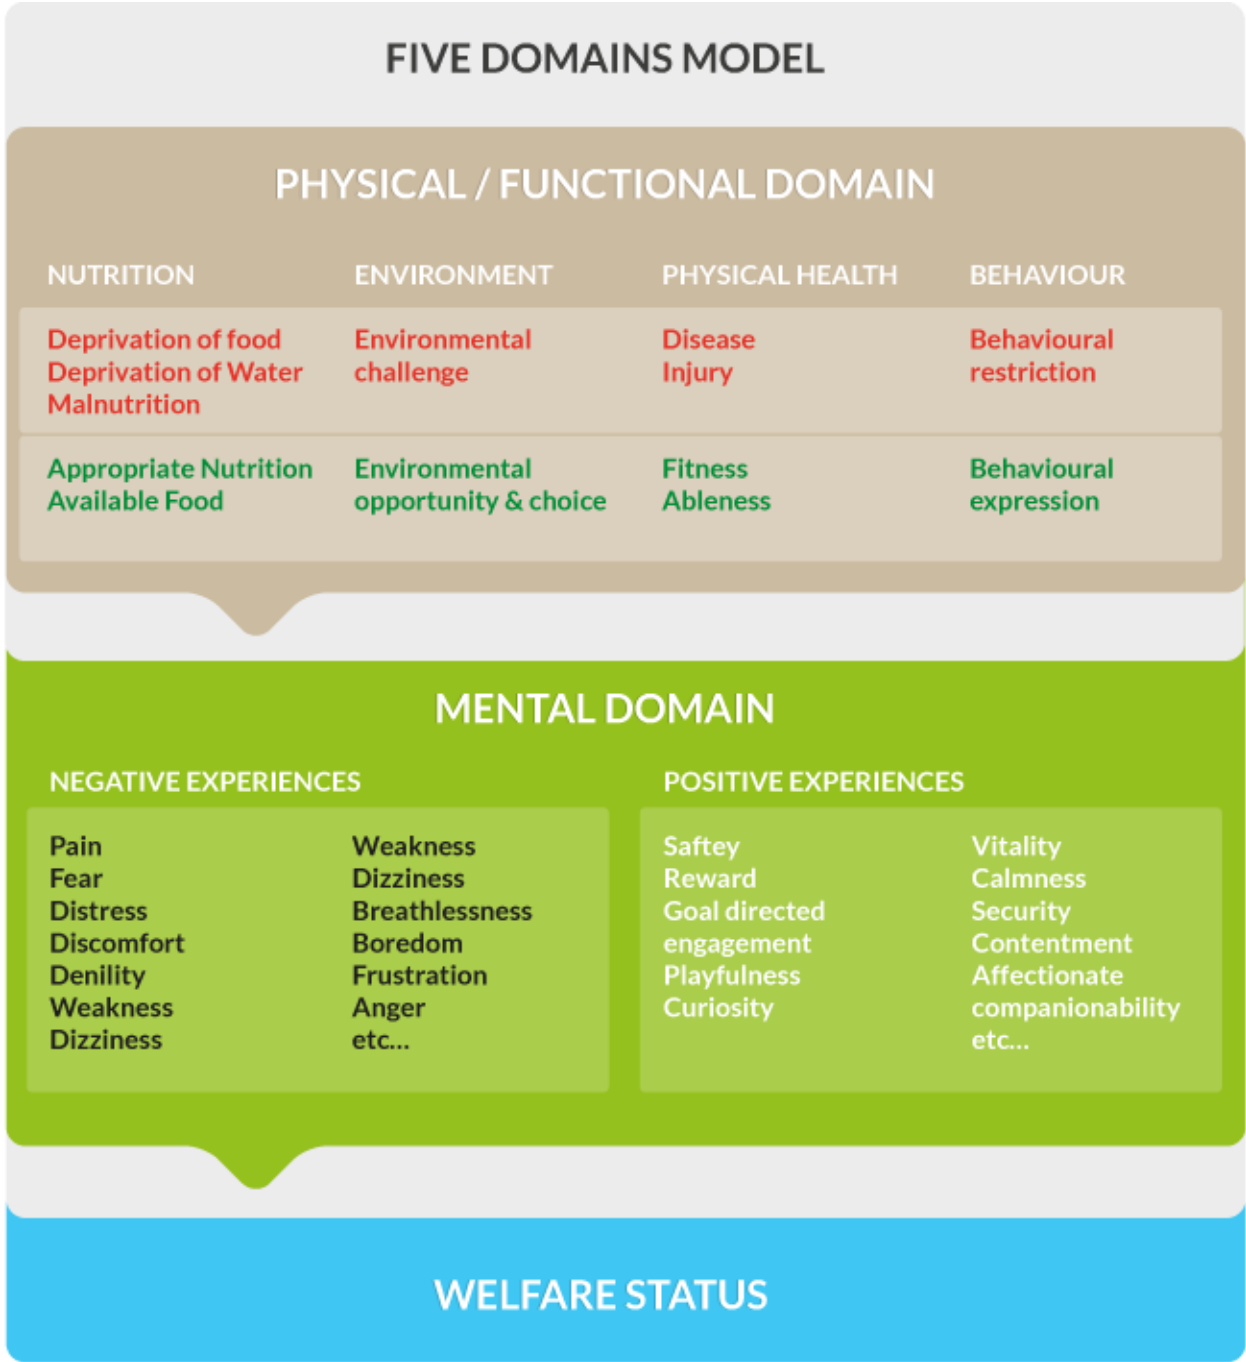 FIVE DOMAINS MODEL
PHYSICAL / FUNCTIONAL DOMAIN
NUTRITION
Deprivation of food
Deprivation of Water
Malnutrition
Appropriate Nutrition
Available Food
ENVIRONMENT
Environmental
challenge
Environmental
opportunity & choice
PHYSICAL HEALTH
Disease
Injury
Fitness
Ableness
BEHAVIOUR
Behavioural
restriction
Behavioural
expression
MENTAL DOMAIN
NEGATIVE EXPERIENCES
Pain
Fear
Distress
Discomfort
Denility
Weakness
Dizziness
Weakness
Dizziness
Breathlessness
Boredom
Frustration
Anger
etc...
POSITIVE EXPERIENCES
Saftey
Reward
Goal directed
engagement
Playfulness
Curiosity
Vitality
Calmness
Security
Contentment
Affectionate
companionability
etc...
WELFARE STATUS